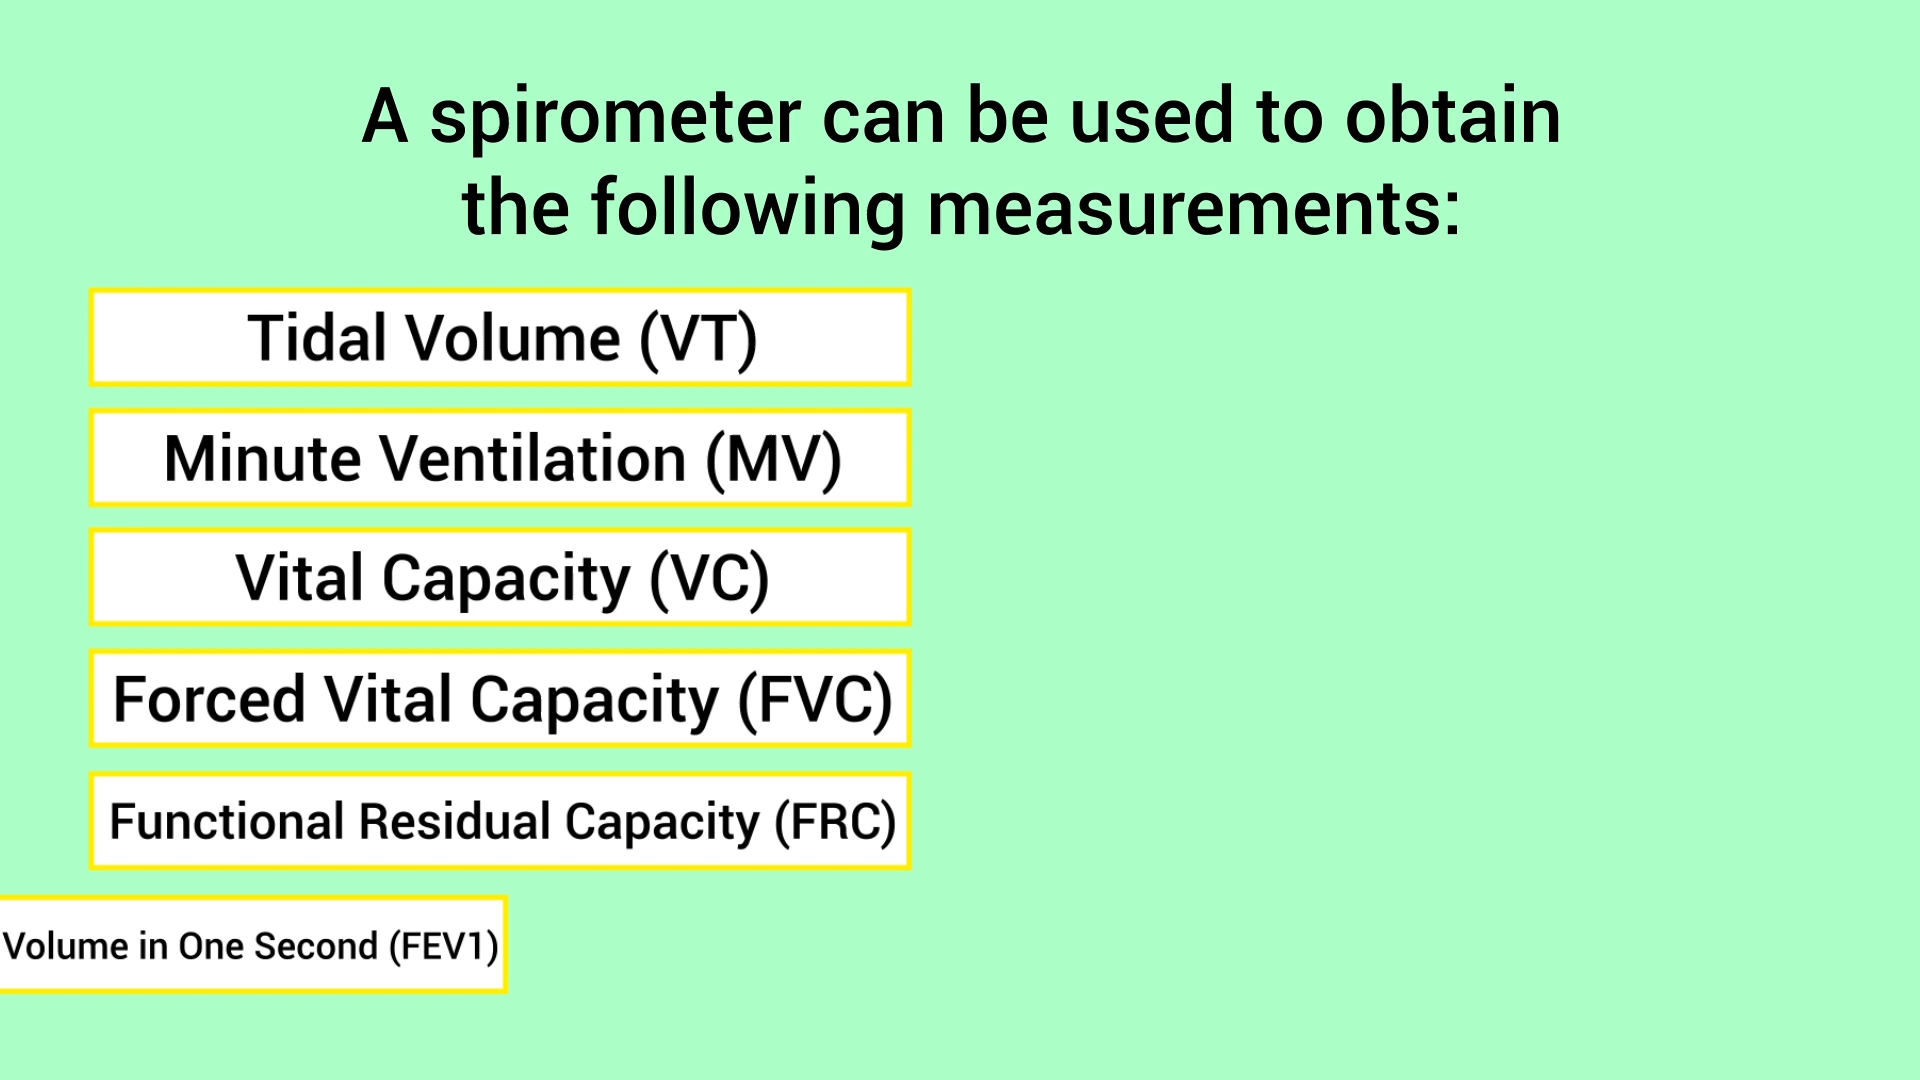 A spirometer can be used to obtain
the following measurements:
Tidal Volume (VT)
Minute Ventilation (MV)
Vital Capacity (VC)
Forced Vital Capacity (FVC)
Functional Residual Capacity (FRC)
Volume in One Second (FEV1)